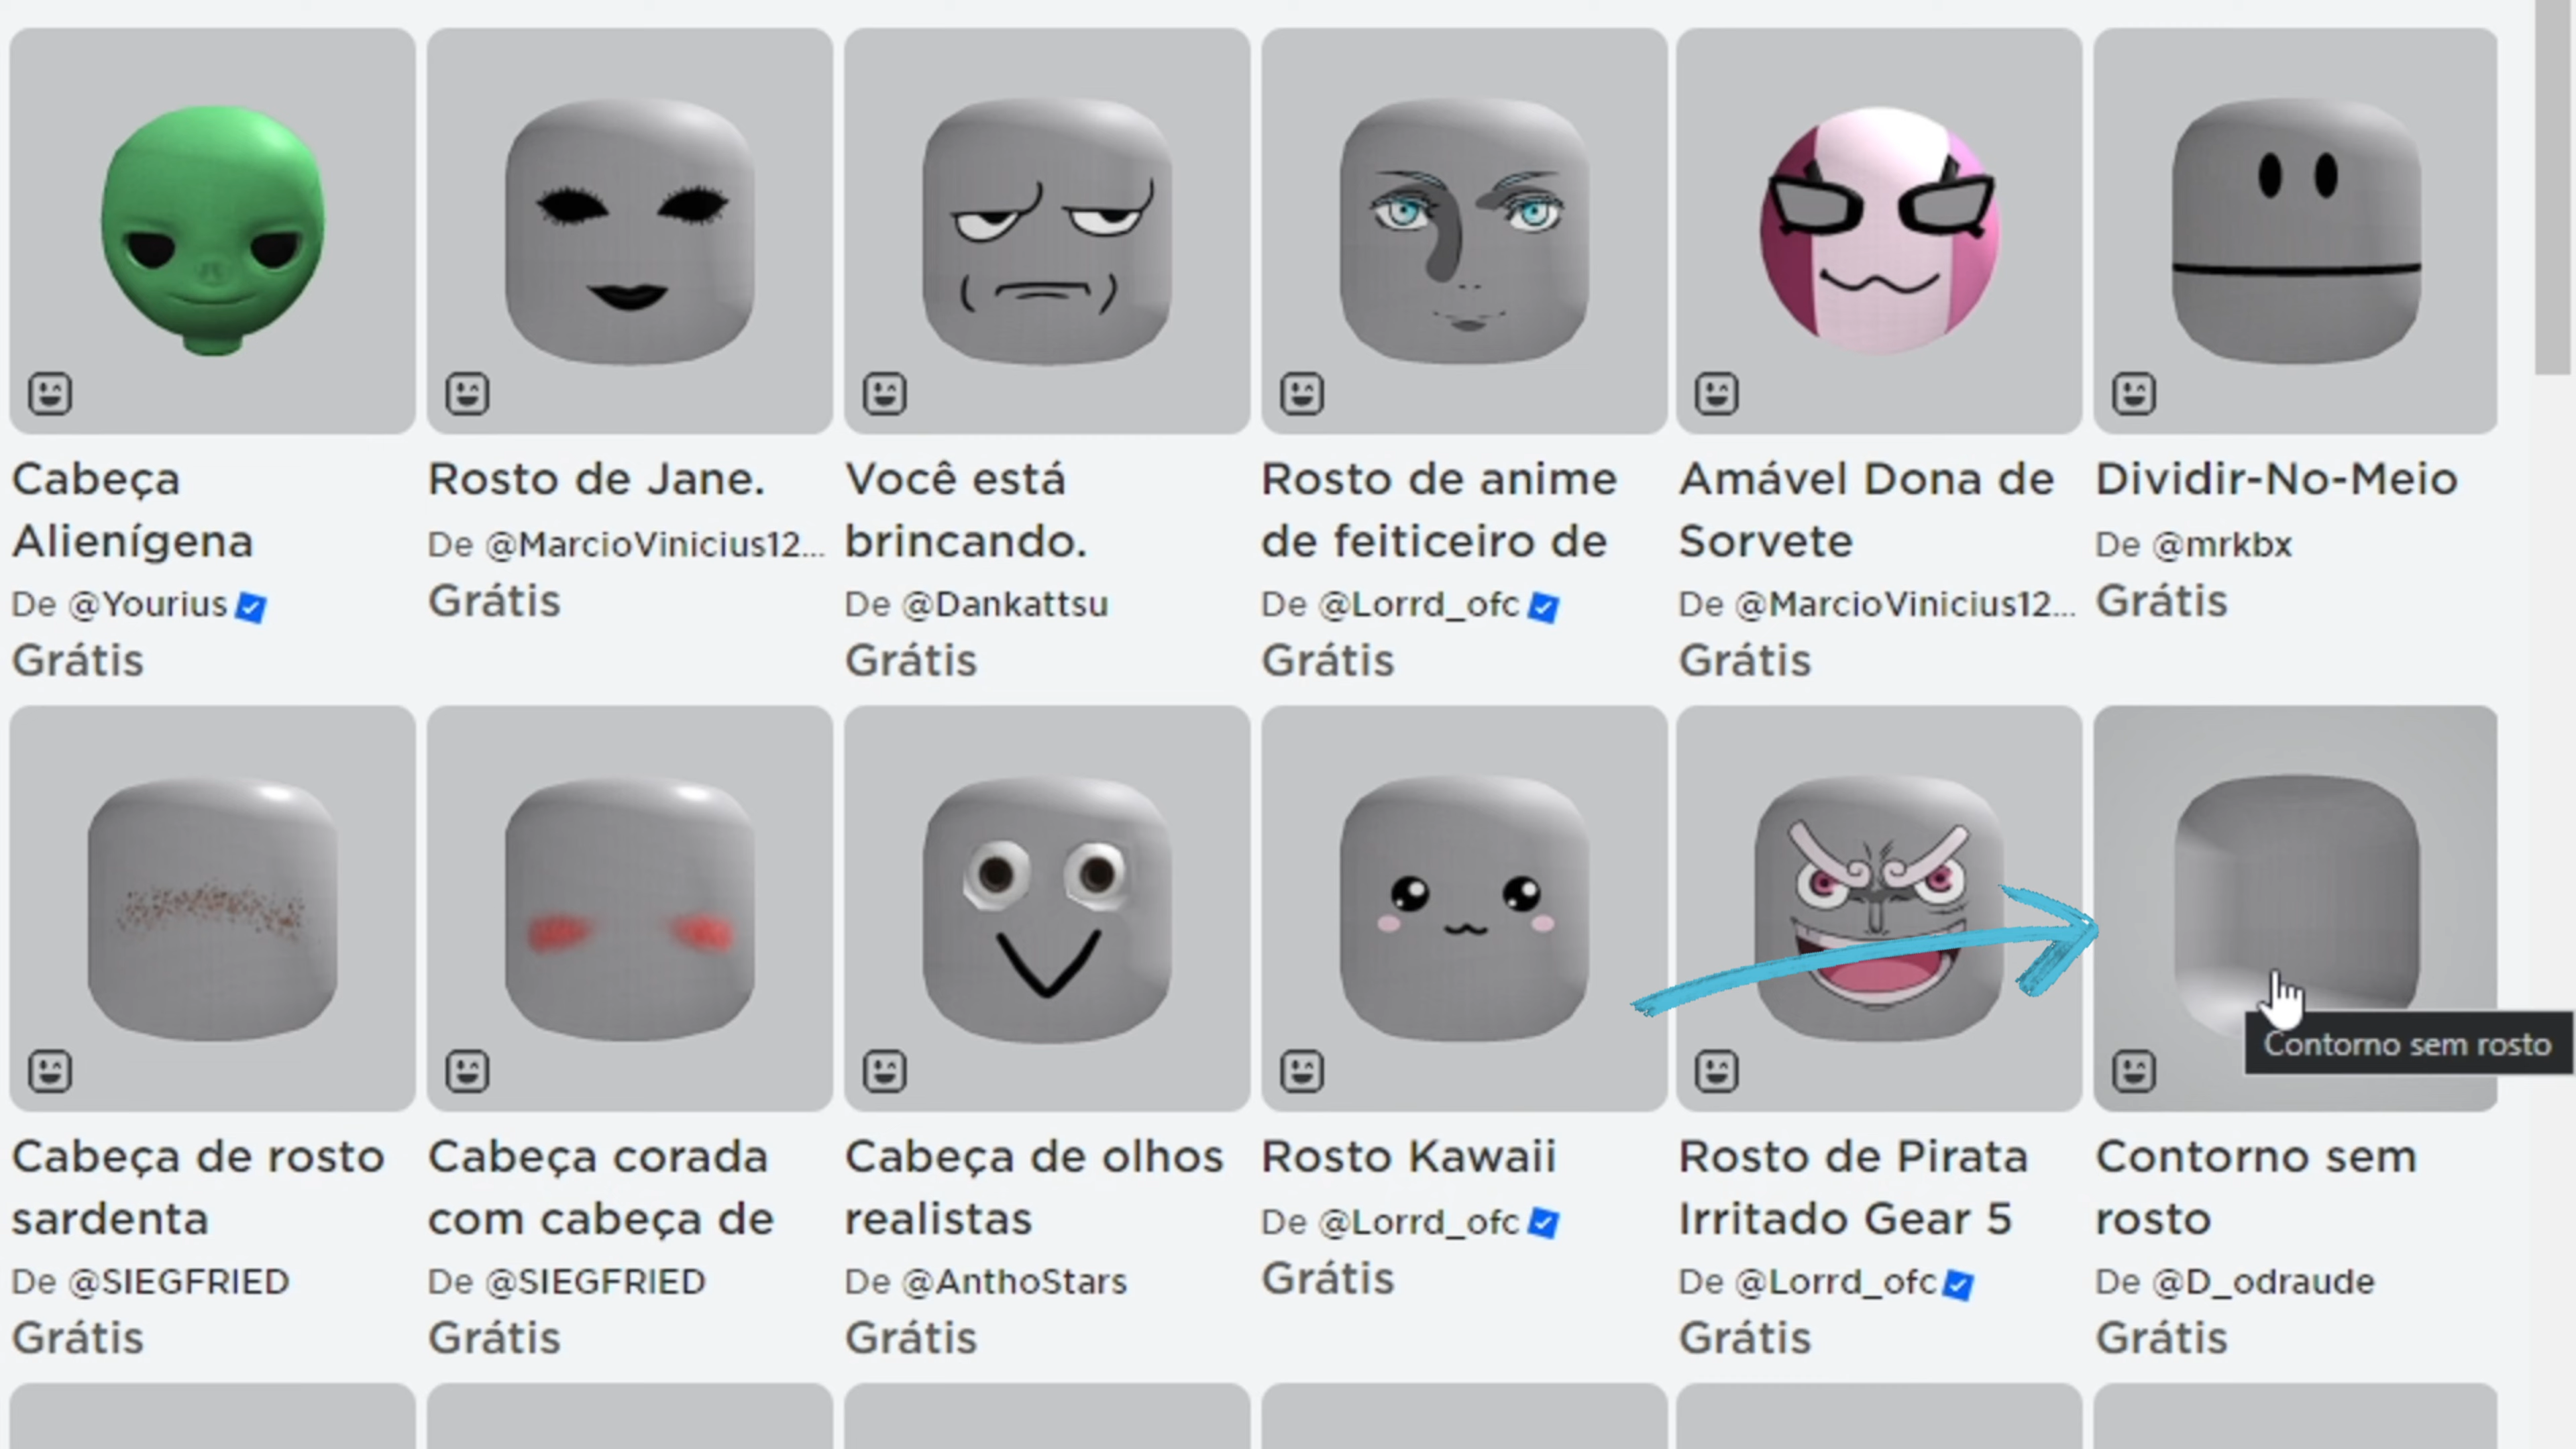 Cabeça
Alienígena
De @Yourius
Grátis
Rosto de Jane.
De @MarcioVinicius12...
Grátis
Você está
brincando.
De @Dankattsu
Grátis
Rosto de anime
de feiticeiro de
De @Lorrd_ofc
Grátis
Amável Dona de
Sorvete
De @MarcioVinicius12...
Grátis
Dividir-No-Meio
De @mrkbx
Grátis
Contorno sem rosto
Cabeça de rosto
sardenta
De @SIEGFRIED
Grátis
Cabeça corada
com cabeça de
De @SIEGFRIED
Grátis
Cabeça de olhos
realistas
De @AnthoStars
Grátis
Rosto Kawaii
De @Lorrd_ofc
Grátis
Rosto de Pirata
Irritado Gear 5
De @Lorrd_ofc
Grátis
Contorno sem
rosto
De @D_odraude
Grátis